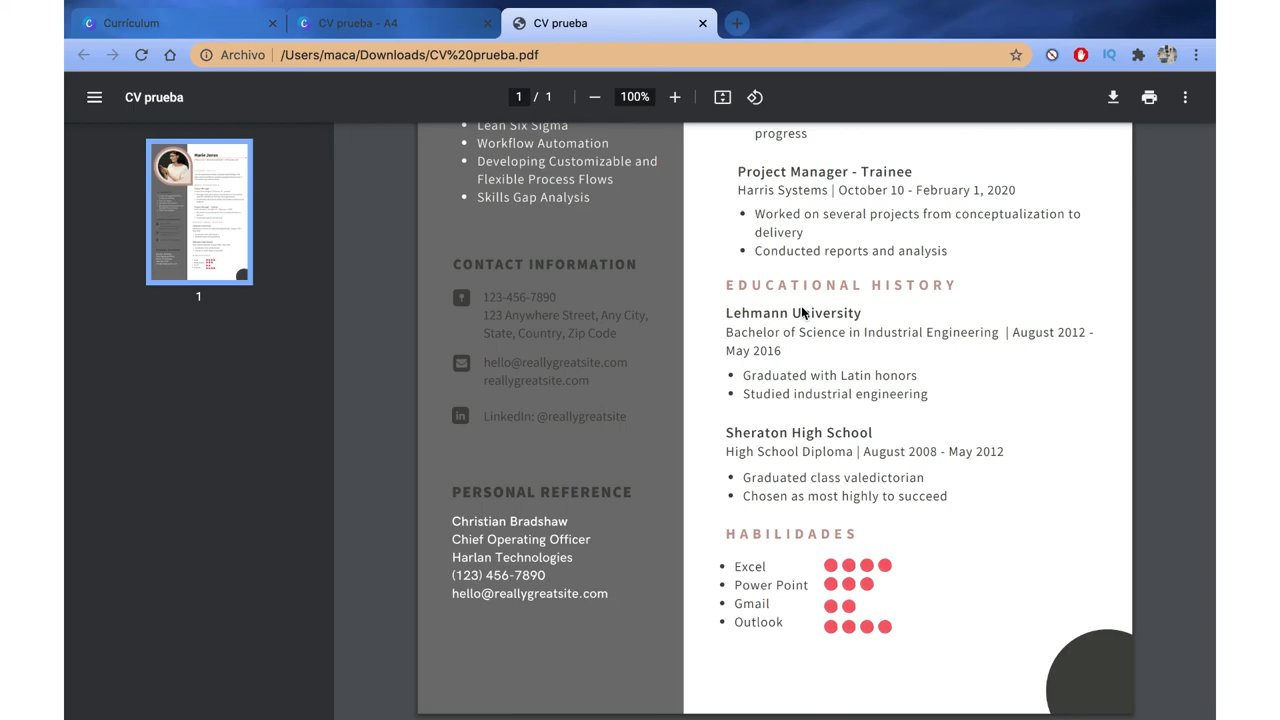 Currículum
CV prueba - A4
CV prueba
Archivo
/Users/maca/Downloads/CV%20prueba.pdf
IQ
CV prueba
1 / 1
100%
1
Lean Six Sigma
Workflow Automation
Developing Customizable and
Flexible Process Flows
Skills Gap Analysis
CONTACT INFORMATION
123-456-7890
123 Anywhere Street, Any City,
State, Country, Zip Code
hello@reallygreatsite.com
reallygreatsite.com
LinkedIn: @reallygreatsite
PERSONAL REFERENCE
Christian Bradshaw
Chief Operating Officer
Harlan Technologies
(123) 456-7890
hello@reallygreatsite.com
progress
Project Manager - Trainee
Harris Systems | October 10 - February 1, 2020
Worked on several projects from conceptualization to
delivery
Conducted reports and analysis
EDUCATIONAL HISTORY
Lehmann University
Bachelor of Science in Industrial Engineering | August 2012 -
May 2016
Graduated with Latin honors
Studied industrial engineering
Sheraton High School
High School Diploma | August 2008 - May 2012
Graduated class valedictorian
Chosen as most highly to succeed
HABILIDADES
Excel
Power Point
Gmail
Outlook